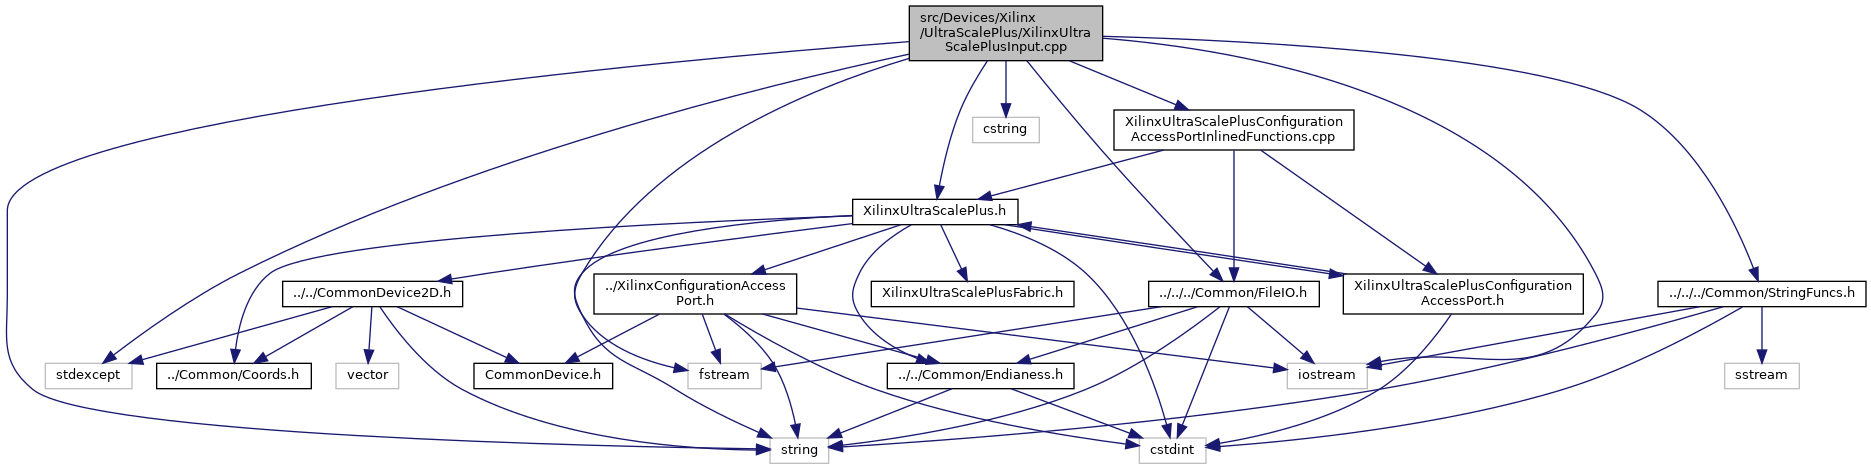 src/Devices/Xilinx
/UltraScalePlus/XilinxUltra
ScalePlusInput.cpp
cstring
XilinxUltraScalePlusConfiguration
AccessPortInlinedFunctions.cpp
XilinxUltraScalePlus.h
../../CommonDevice2D.h
../XilinxConfigurationAccess
Port.h
XilinxUltraScalePlusFabric.h
../../../Common/FileIO.h
XilinxUltraScalePlusConfiguration
AccessPort.h
../../../Common/StringFuncs.h
stdexcept
../Common/Coords.h
vector
CommonDevice.h
fstream
../../Common/Endianess.h
iostream
sstream
string
cstdint